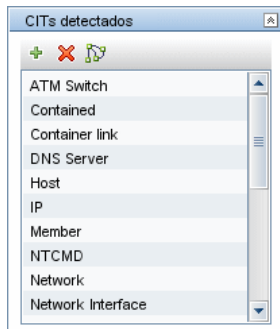 CITs detectados
ATM Switch
Contained
Container link
DNS Server
Host
IP
Member
NTCMD
Network
Network Interface